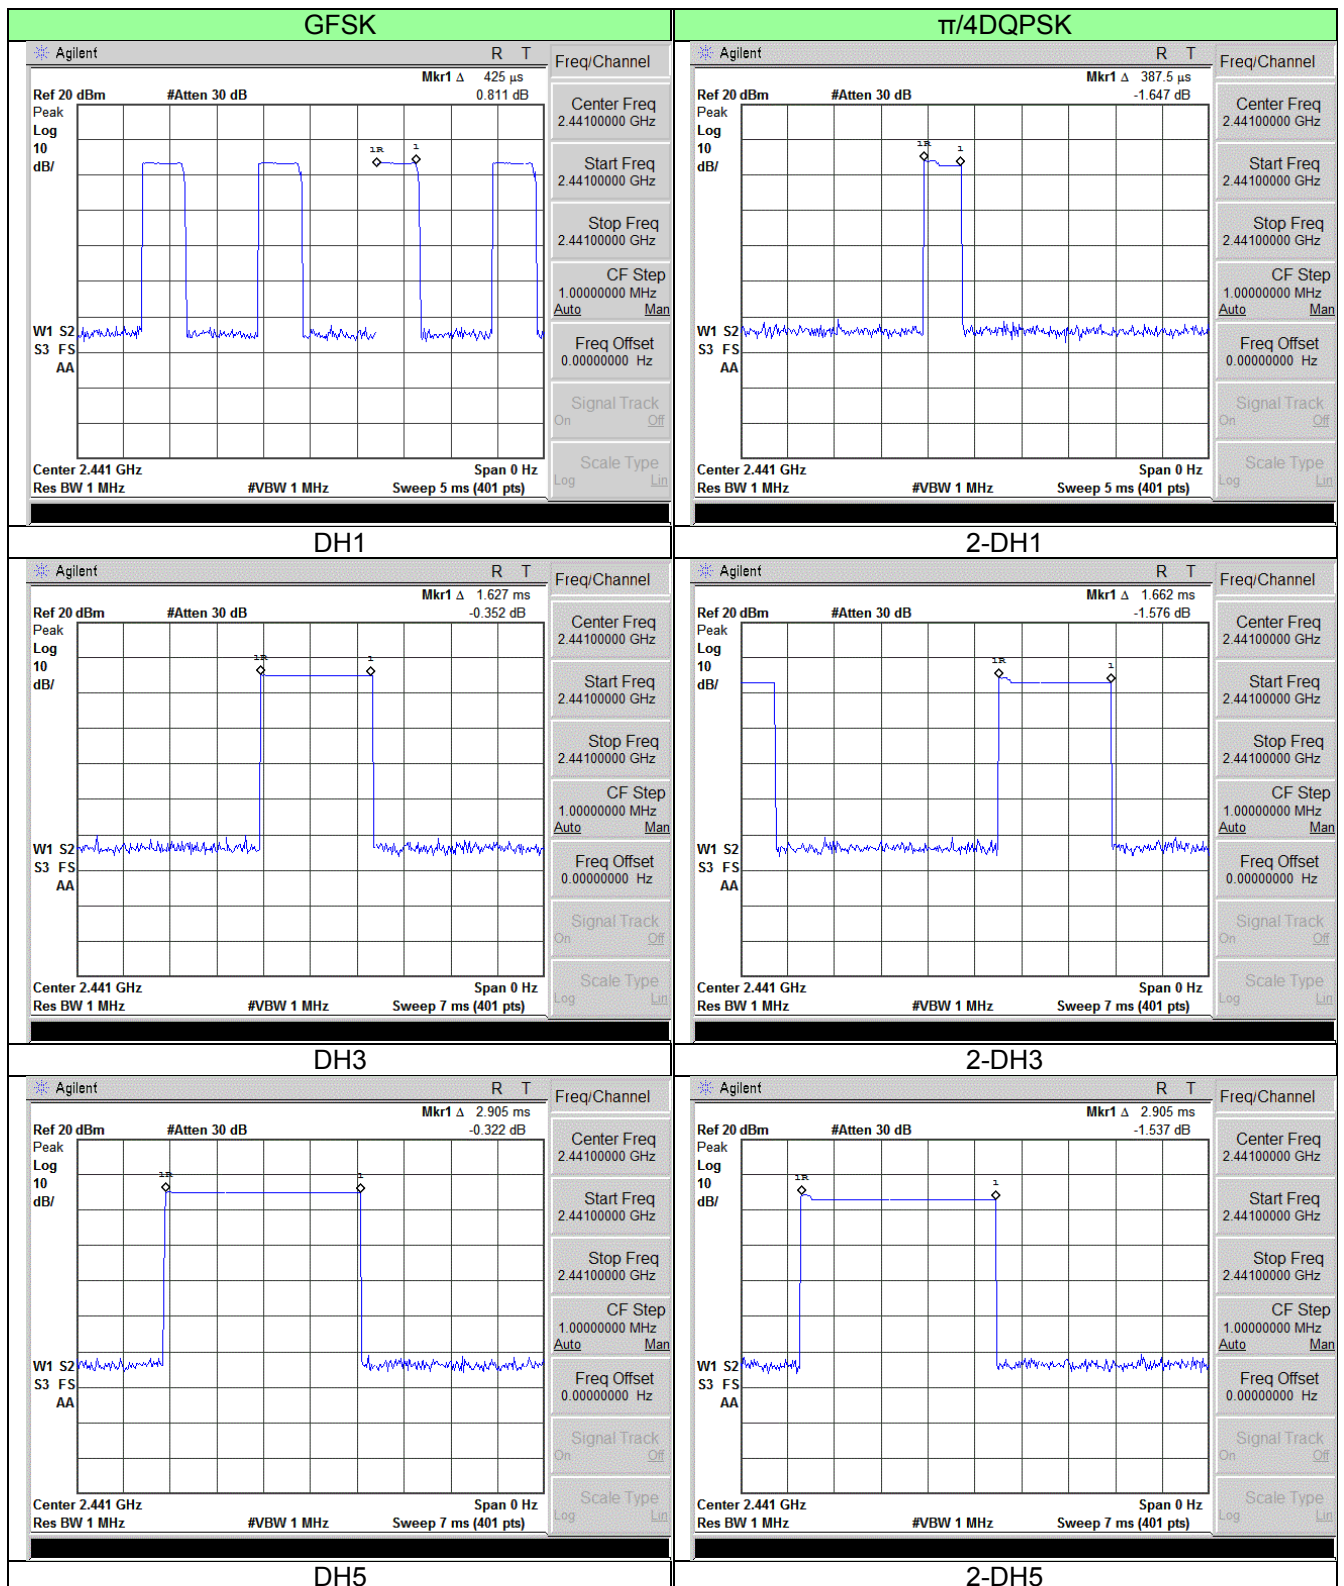 GFSK
π/4DQPSK
Agilent R T
Freq/Channel
Mkr1 Δ 425 µs
Ref 20 dBm #Atten 30 dB 0.811 dB
Peak
Log
10
dB/
1R 1
W1 S2
S3 FS
AA
Center 2.441 GHz Span 0 Hz
Res BW 1 MHz #VBW 1 MHz Sweep 5 ms (401 pts)
Center Freq
2.44100000 GHz
Start Freq
2.44100000 GHz
Stop Freq
2.44100000 GHz
CF Step
1.00000000 MHz
Auto Man
Freq Offset
0.00000000 Hz
Signal Track
On Off
Scale Type
Log Lin
Agilent R T
Freq/Channel
Mkr1 Δ 387.5 µs
Ref 20 dBm #Atten 30 dB -1.647 dB
Peak
Log
10
dB/
1R 1
W1 S2
S3 FS
AA
Center 2.441 GHz Span 0 Hz
Res BW 1 MHz #VBW 1 MHz Sweep 5 ms (401 pts)
Center Freq
2.44100000 GHz
Start Freq
2.44100000 GHz
Stop Freq
2.44100000 GHz
CF Step
1.00000000 MHz
Auto Man
Freq Offset
0.00000000 Hz
Signal Track
On Off
Scale Type
Log Lin
DH1
2-DH1
Agilent R T
Freq/Channel
Mkr1 Δ 1.627 ms
Ref 20 dBm #Atten 30 dB -0.352 dB
Peak
Log
10
dB/
1R 1
W1 S2
S3 FS
AA
Center 2.441 GHz Span 0 Hz
Res BW 1 MHz #VBW 1 MHz Sweep 7 ms (401 pts)
Center Freq
2.44100000 GHz
Start Freq
2.44100000 GHz
Stop Freq
2.44100000 GHz
CF Step
1.00000000 MHz
Auto Man
Freq Offset
0.00000000 Hz
Signal Track
On Off
Scale Type
Log Lin
Agilent R T
Freq/Channel
Mkr1 Δ 1.662 ms
Ref 20 dBm #Atten 30 dB -1.576 dB
Peak
Log
10
dB/
1R 1
W1 S2
S3 FS
AA
Center 2.441 GHz Span 0 Hz
Res BW 1 MHz #VBW 1 MHz Sweep 7 ms (401 pts)
Center Freq
2.44100000 GHz
Start Freq
2.44100000 GHz
Stop Freq
2.44100000 GHz
CF Step
1.00000000 MHz
Auto Man
Freq Offset
0.00000000 Hz
Signal Track
On Off
Scale Type
Log Lin
DH3
2-DH3
Agilent R T
Freq/Channel
Mkr1 Δ 2.905 ms
Ref 20 dBm #Atten 30 dB -0.322 dB
Peak
Log
10
dB/
1R 1
W1 S2
S3 FS
AA
Center 2.441 GHz Span 0 Hz
Res BW 1 MHz #VBW 1 MHz Sweep 7 ms (401 pts)
Center Freq
2.44100000 GHz
Start Freq
2.44100000 GHz
Stop Freq
2.44100000 GHz
CF Step
1.00000000 MHz
Auto Man
Freq Offset
0.00000000 Hz
Signal Track
On Off
Scale Type
Log Lin
Agilent R T
Freq/Channel
Mkr1 Δ 2.905 ms
Ref 20 dBm #Atten 30 dB -1.537 dB
Peak
Log
10
dB/
1R 1
W1 S2
S3 FS
AA
Center 2.441 GHz Span 0 Hz
Res BW 1 MHz #VBW 1 MHz Sweep 7 ms (401 pts)
Center Freq
2.44100000 GHz
Start Freq
2.44100000 GHz
Stop Freq
2.44100000 GHz
CF Step
1.00000000 MHz
Auto Man
Freq Offset
0.00000000 Hz
Signal Track
On Off
Scale Type
Log Lin
DH5
2-DH5